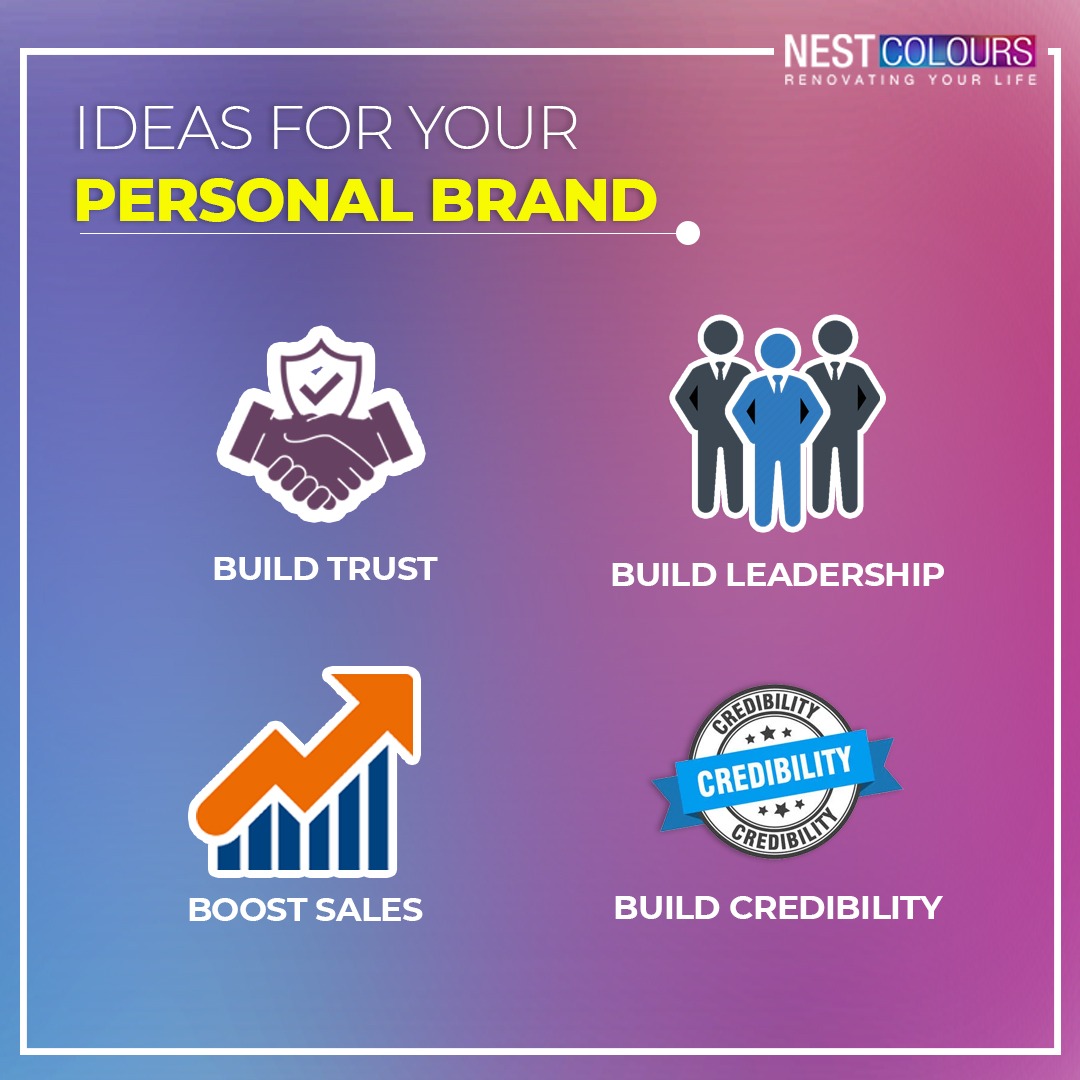 NEST COLOURS
RENOVATING YOUR LIFE
IDEAS FOR YOUR
PERSONAL BRAND
BUILD TRUST
BUILD LEADERSHIP
CREDIBILITY
CREDIBILITY
CREDIBILITY
BOOST SALES
BUILD CREDIBILITY